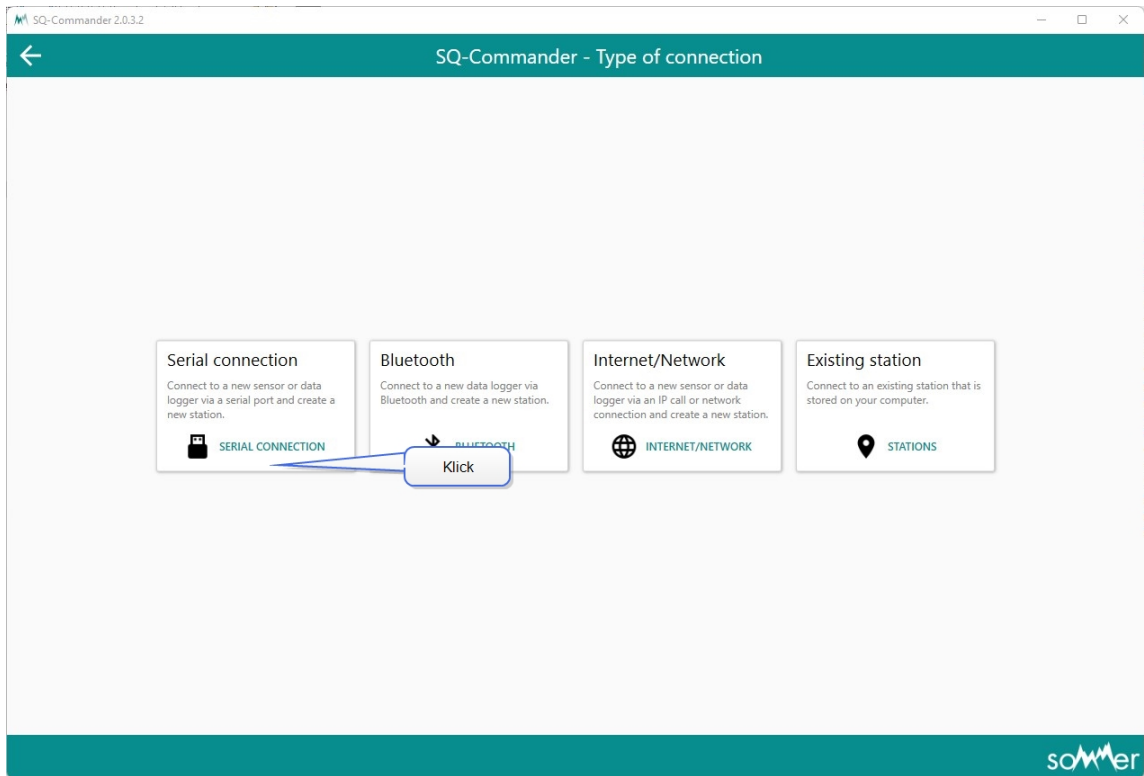 SQ-Commander 2.0.3.2
SQ-Commander - Type of connection
Serial connection
Connect to a new sensor or data
logger via a serial port and create a
new station.
SERIAL CONNECTION
Bluetooth
Connect to a new data logger via
Bluetooth and create a new station.
BLUETOOTH
Klick
Internet/Network
Connect to a new sensor or data
logger via an IP call or network
connection and create a new station.
INTERNET/NETWORK
Existing station
Connect to an existing station that is
stored on your computer.
STATIONS
sommer